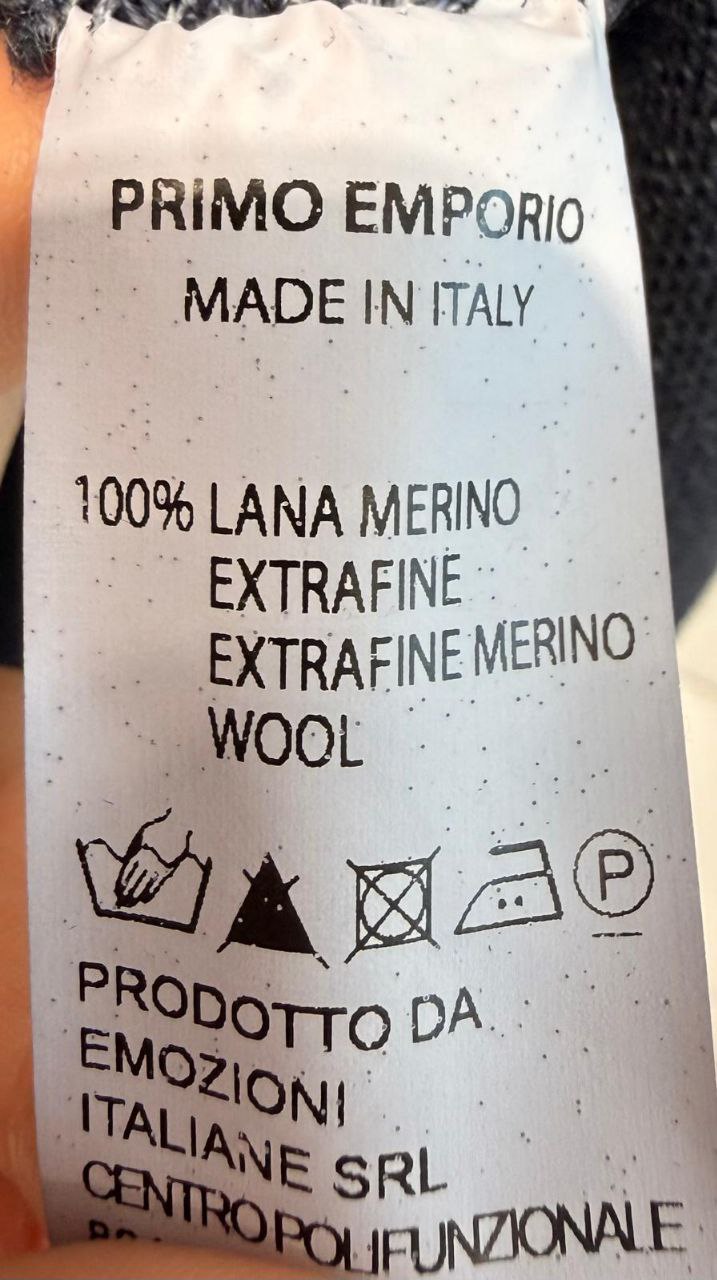 PRIMO EMPORIO
MADE IN ITALY
100% LANA MERINO
EXTRAFINE
EXTRAFINE MERINO
WOOL
P
PRODOTTO DA
EMOZIONI
ITALIANE SRL
CENTRO POLIFUNZIONALE